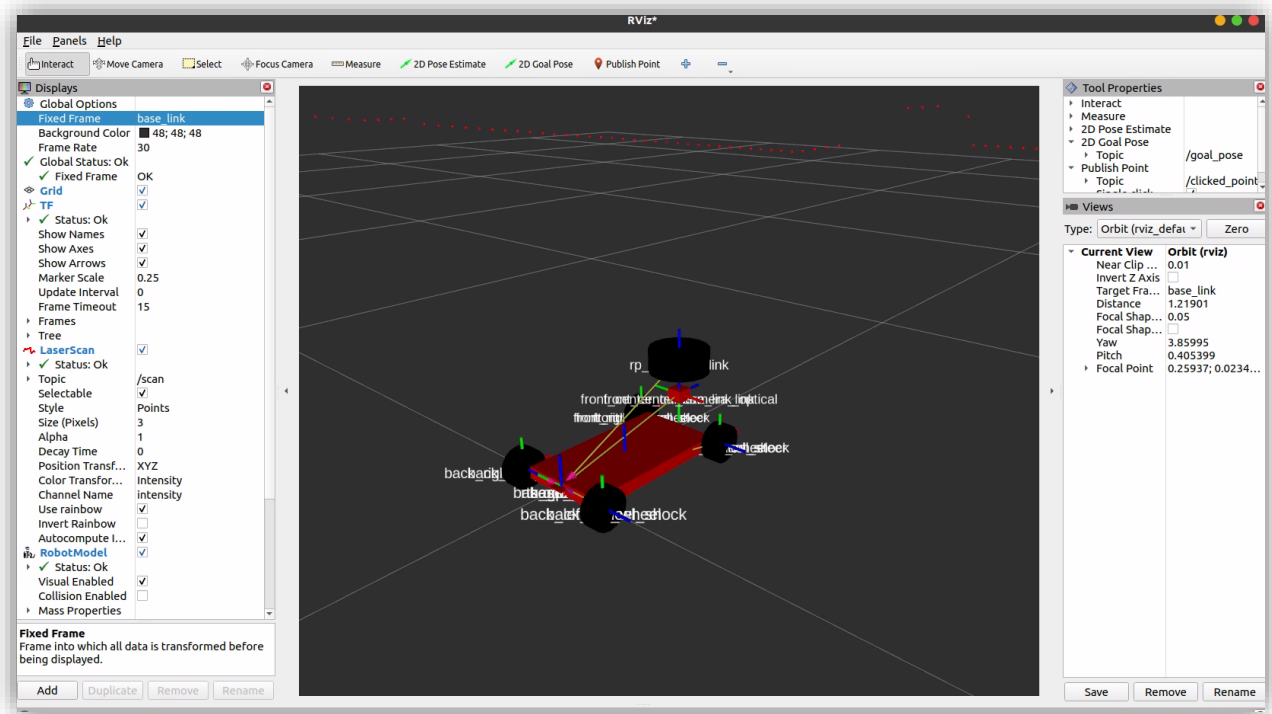 RViz*
File Panels Help
Interact Move Camera Select Focus Camera Measure 2D Pose Estimate 2D Goal Pose Publish Point
Displays
Global Options
Fixed Frame base_link
Background Color 48; 48; 48
Frame Rate 30
Global Status: Ok
Fixed Frame OK
Grid
TF
Status: Ok
Show Names
Show Axes
Show Arrows
Marker Scale 0.25
Update Interval 0
Frame Timeout 15
Frames
Tree
LaserScan
Status: Ok
Topic /scan
Selectable
Style Points
Size (Pixels) 3
Alpha 1
Decay Time 0
Position Transf... XYZ
Color Transfor... Intensity
Channel Name intensity
Use rainbow
Invert Rainbow
Autocompute I...
RobotModel
Status: Ok
Visual Enabled
Collision Enabled
Mass Properties
Fixed Frame
Frame into which all data is transformed before
being displayed.
Add Duplicate Remove Rename
Tool Properties
Interact
Measure
2D Pose Estimate
2D Goal Pose
Topic /goal_pose
Publish Point
Topic /clicked_point
Views
Type: Orbit (rviz_defau Zero
Current View Orbit (rviz)
Near Clip ... 0.01
Invert Z Axis
Target Fra... base_link
Distance 1.21901
Focal Shap... 0.05
Focal Shap...
Yaw 3.85995
Pitch 0.405399
Focal Point 0.25937; 0.0234...
Save Remove Rename